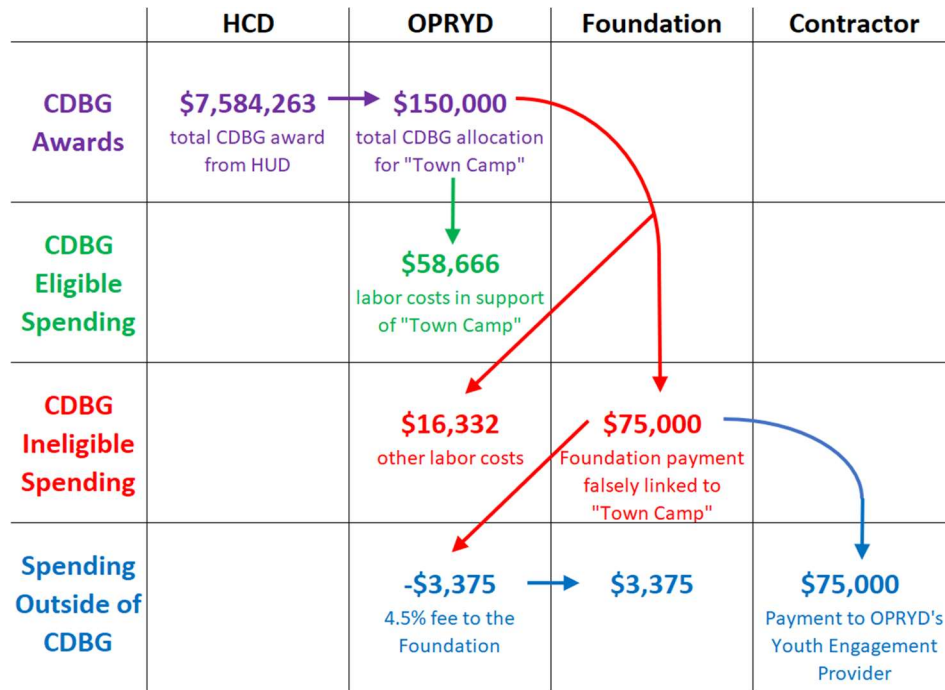 HCD OPRYD Foundation Contractor
CDBG
Awards
$7,584,263
total CDBG award
from HUD
$150,000
total CDBG allocation
for "Town Camp"
CDBG
Eligible
Spending
$58,666
labor costs in support
of "Town Camp"
CDBG
Ineligible
Spending
$16,332
other labor costs
$75,000
Foundation payment
falsely linked to
"Town Camp"
Spending
Outside of
CDBG
-$3,375
4.5% fee to the
Foundation
$3,375
$75,000
Payment to OPRYD's
Youth Engagement
Provider